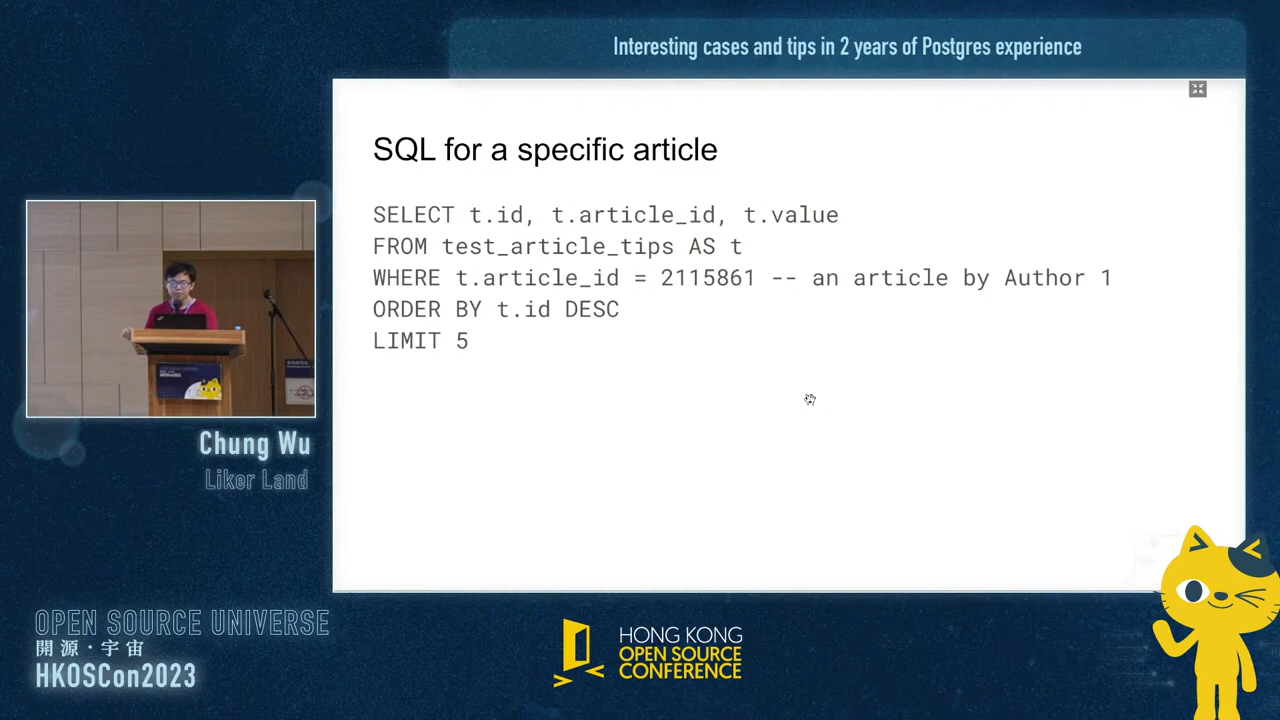 Interesting cases and tips in 2 years of Postgres experience
SQL for a specific article
SELECT t.id, t.article_id, t.value
FROM test_article_tips AS t
WHERE t.article_id = 2115861 -- an article by Author 1
ORDER BY t.id DESC
LIMIT 5
Chung Wu
Liker Land
OPEN SOURCE UNIVERSE
開源·宇宙
HKOSCon2023
HONG KONG
OPEN SOURCE
CONFERENCE